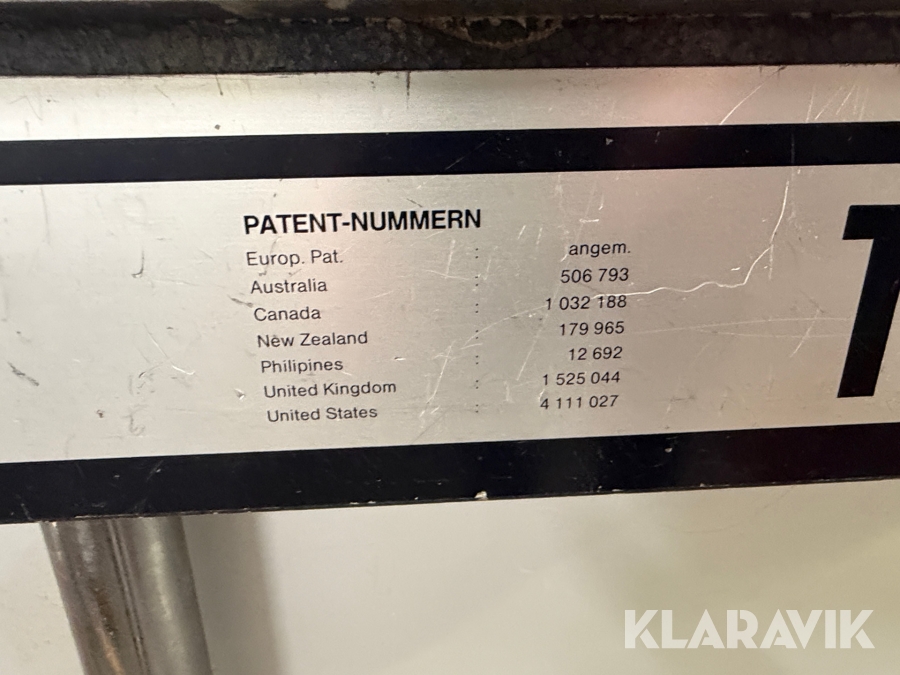 PATENT-NUMMERN
Europ. Pat. : angem.
Australia : 506 793
Canada 1 032 188
New Zealand : 179 965
Philipines : 12 692
United Kingdom : 1 525 044
United States : 4 111 027
T
KLARAVIK